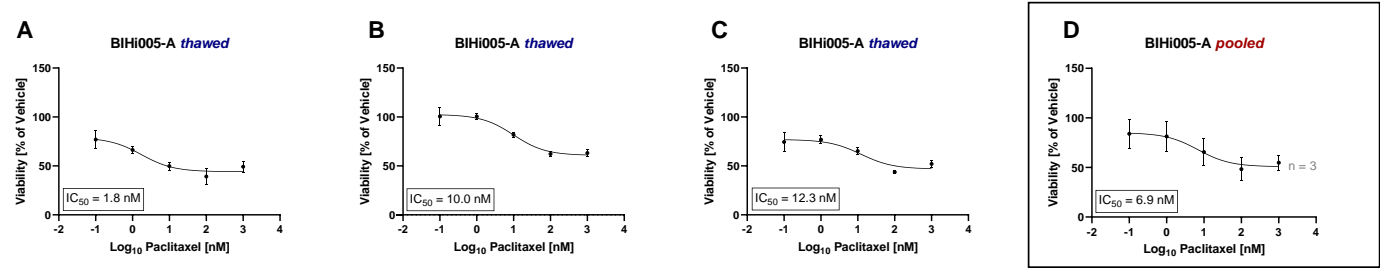 A
BIHi005-A thawed
Viability [% of Vehicle]
150
100
50
0
IC50 = 1.8 nM
-2 -1 0 1 2 3 4
Log10 Paclitaxel [nM]
B
BIHi005-A thawed
Viability [% of Vehicle]
150
100
50
0
IC50 = 10.0 nM
-2 -1 0 1 2 3 4
Log10 Paclitaxel [nM]
C
BIHi005-A thawed
Viability [% of Vehicle]
150
100
50
0
IC50 = 12.3 nM
-2 -1 0 1 2 3 4
Log10 Paclitaxel [nM]
D
BIHi005-A pooled
Viability [% of Vehicle]
150
100
50
0
n = 3
IC50 = 6.9 nM
-2 -1 0 1 2 3 4
Log10 Paclitaxel [nM]